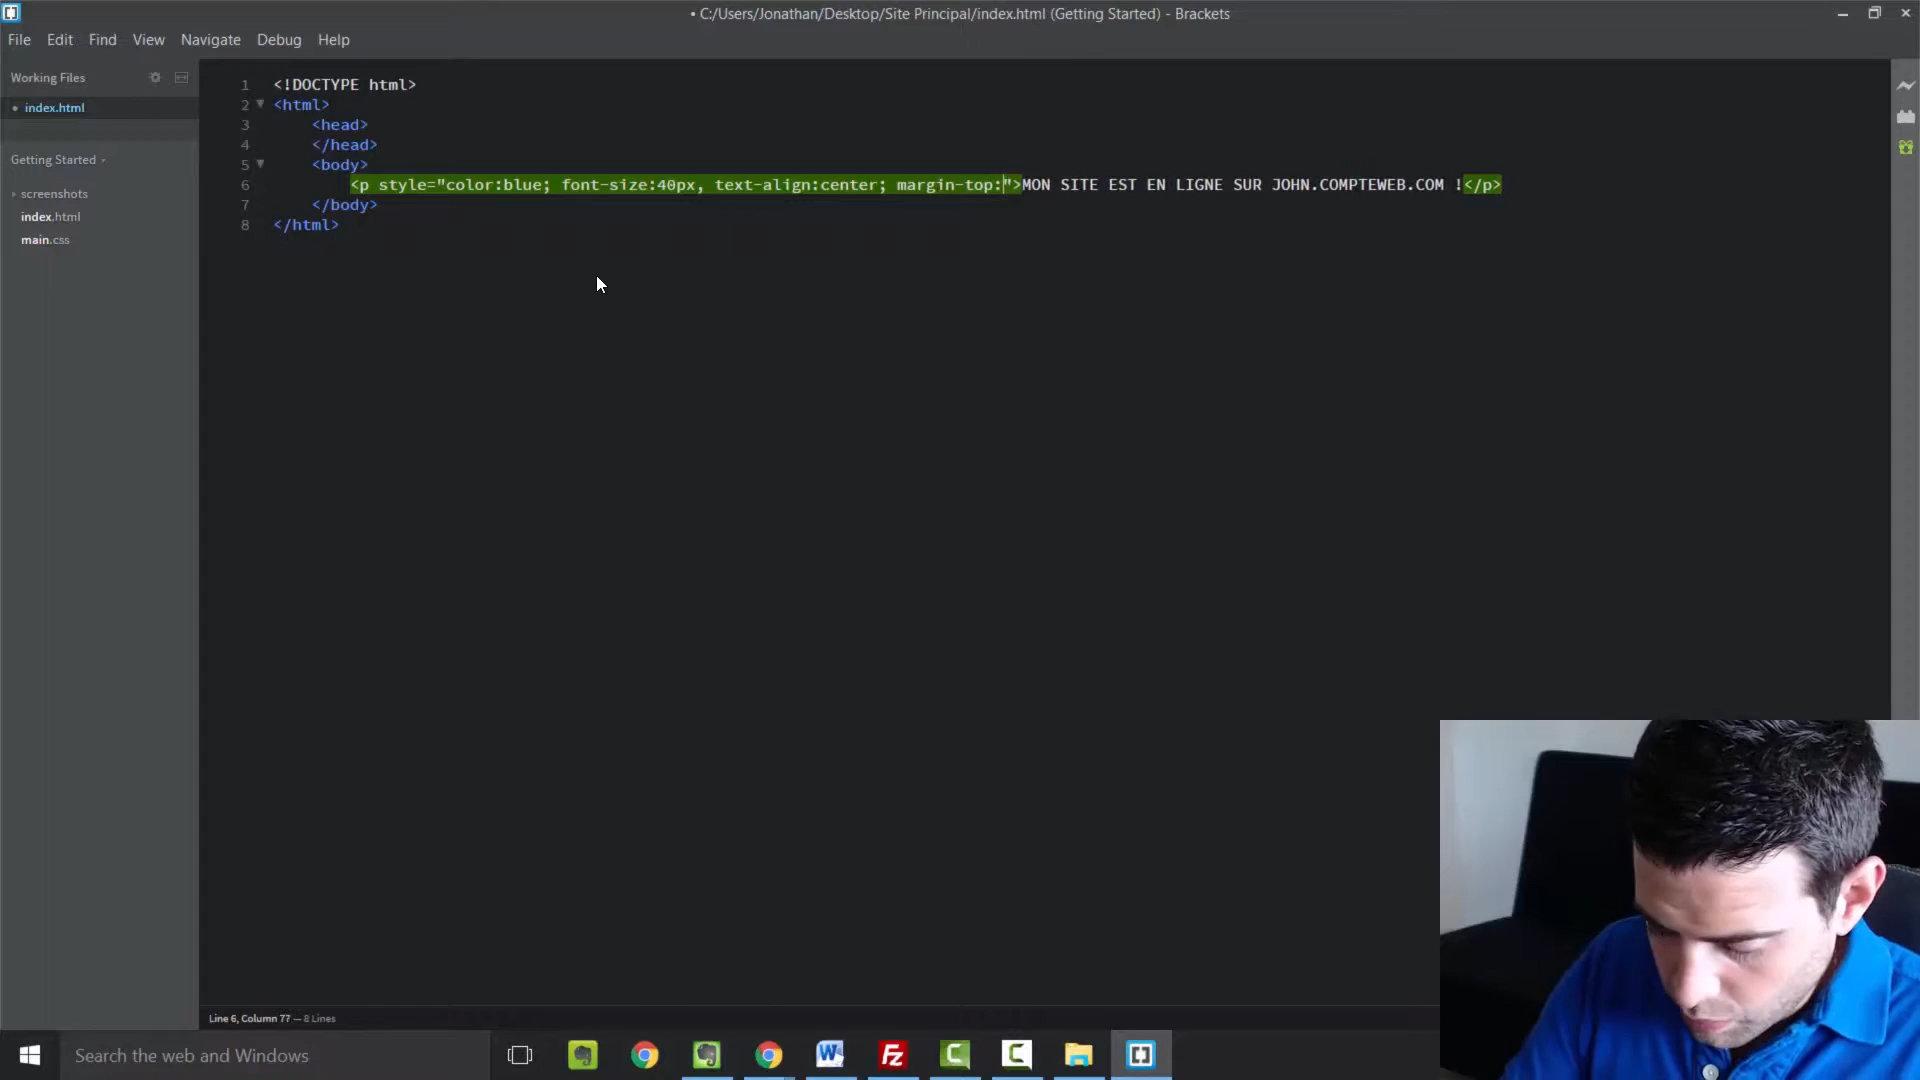 • C:/Users/Jonathan/Desktop/Site Principal/index.html (Getting Started) - Brackets
File Edit Find View Navigate Debug Help
Working Files
• index.html
Getting Started
screenshots
index.html
main.css
1 <!DOCTYPE html>
2 <html>
3 <head>
4 </head>
5 <body>
6 <p style="color:blue; font-size:40px, text-align:center; margin-top:">MON SITE EST EN LIGNE SUR JOHN.COMPTEWEB.COM !</p>
7 </body>
8 </html>
Line 6, Column 77 — 8 Lines
Search the web and Windows